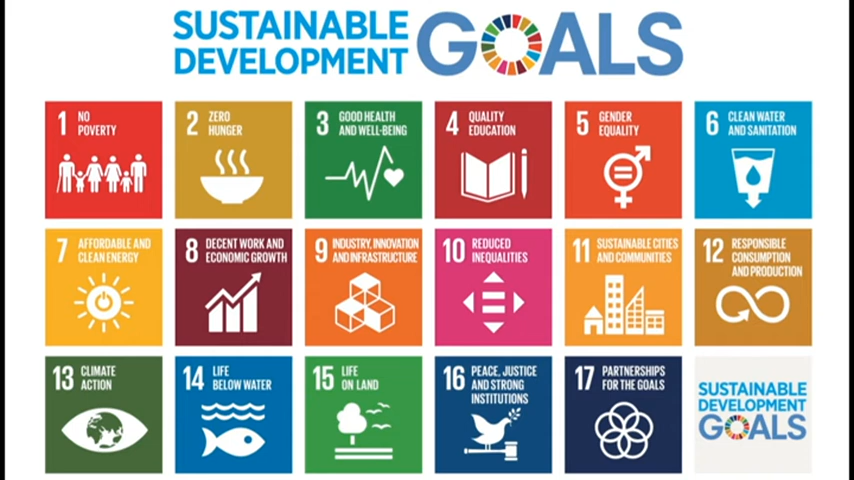 SUSTAINABLE
DEVELOPMENT
GOALS
1 NO
POVERTY
2 ZERO
HUNGER
3 GOOD HEALTH
AND WELL-BEING
4 QUALITY
EDUCATION
5 GENDER
EQUALITY
6 CLEAN WATER
AND SANITATION
7 AFFORDABLE AND
CLEAN ENERGY
8 DECENT WORK AND
ECONOMIC GROWTH
9 INDUSTRY, INNOVATION
AND INFRASTRUCTURE
10 REDUCED
INEQUALITIES
11 SUSTAINABLE CITIES
AND COMMUNITIES
12 RESPONSIBLE
CONSUMPTION
AND PRODUCTION
13 CLIMATE
ACTION
14 LIFE
BELOW WATER
15 LIFE
ON LAND
16 PEACE, JUSTICE
AND STRONG
INSTITUTIONS
17 PARTNERSHIPS
FOR THE GOALS
SUSTAINABLE
DEVELOPMENT
GOALS